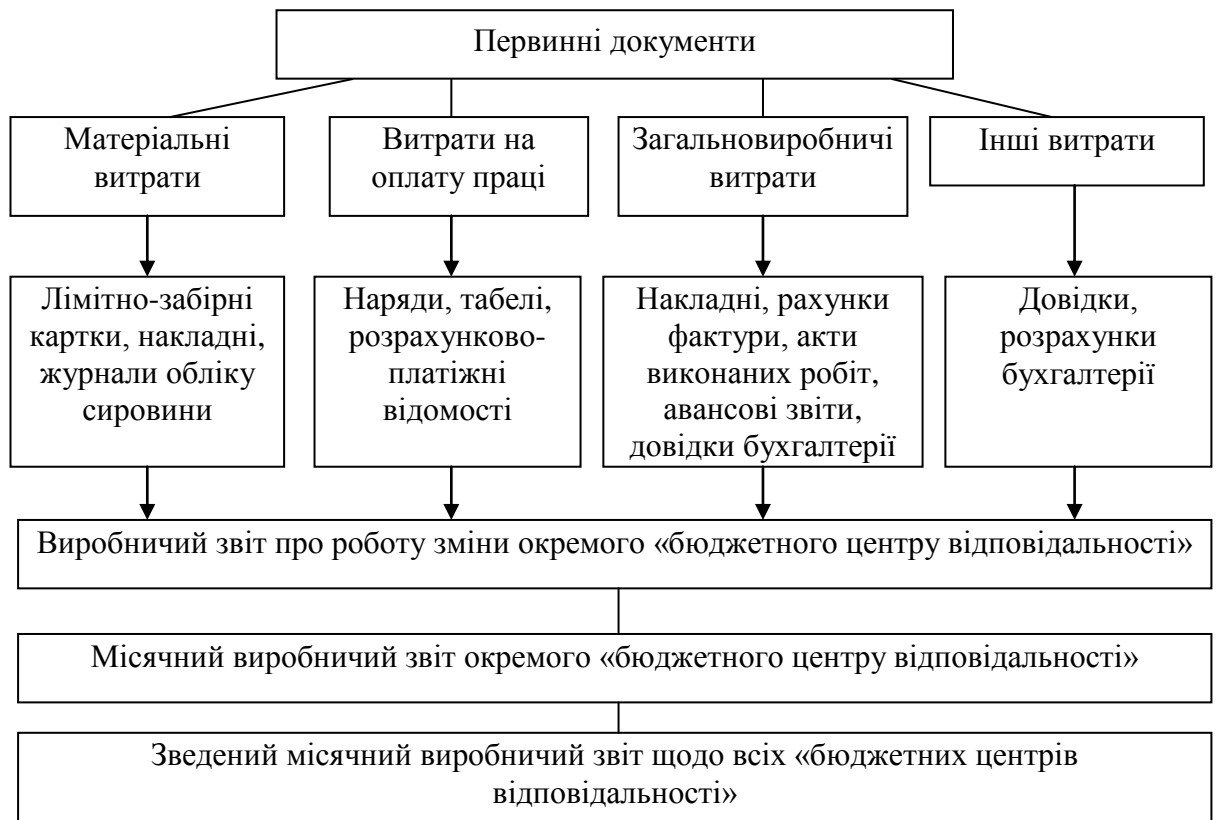 Первинні документи
Матеріальні
витрати
Витрати на
оплату праці
Загальновиробничі
витрати
Інші витрати
Лімітно-забірні
картки, накладні,
журнали обліку
сировини
Наряди, табелі,
розрахунково-
платіжні
відомості
Накладні, рахунки
фактури, акти
виконаних робіт,
авансові звіти,
довідки бухгалтерії
Довідки,
розрахунки
бухгалтерії
Виробничий звіт про роботу зміни окремого «бюджетного центру відповідальності»
Місячний виробничий звіт окремого «бюджетного центру відповідальності»
Зведений місячний виробничий звіт щодо всіх «бюджетних центрів
відповідальності»